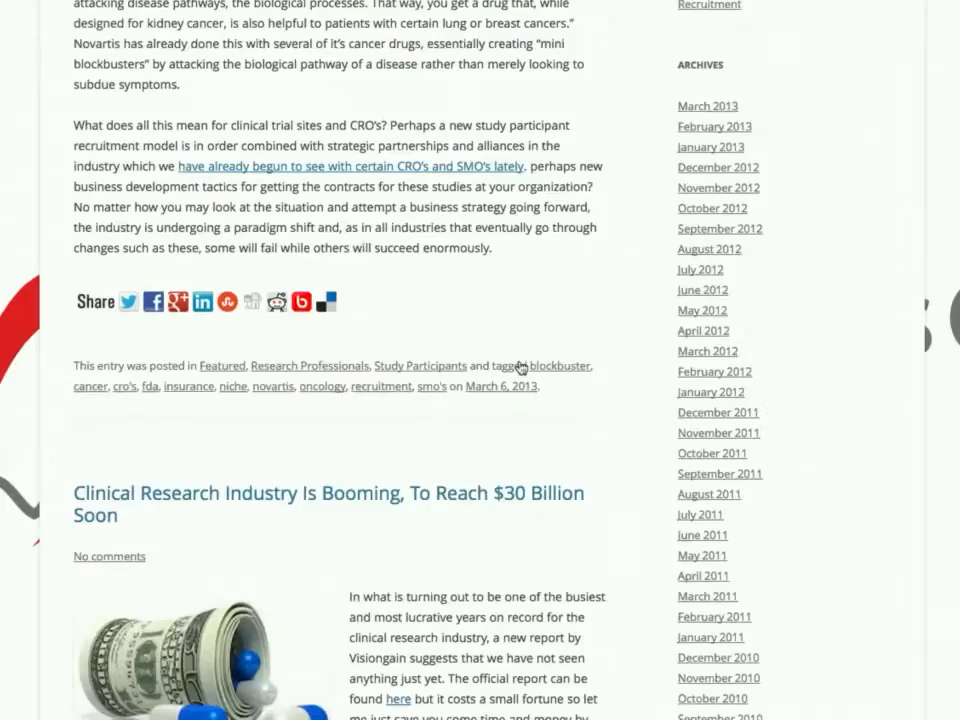 attacking disease pathways, the biological processes. That way, you get a drug that, while
designed for kidney cancer, is also helpful to patients with certain lung or breast cancers.”
Novartis has already done this with several of it’s cancer drugs, essentially creating “mini
blockbusters” by attacking the biological pathway of a disease rather than merely looking to
subdue symptoms.
What does all this mean for clinical trial sites and CRO’s? Perhaps a new study participant
recruitment model is in order combined with strategic partnerships and alliances in the
industry which we have already begun to see with certain CRO’s and SMO’s lately. perhaps new
business development tactics for getting the contracts for these studies at your organization?
No matter how you may look at the situation and attempt a business strategy going forward,
the industry is undergoing a paradigm shift and, as in all industries that eventually go through
changes such as these, some will fail while others will succeed enormously.
Share
This entry was posted in Featured, Research Professionals, Study Participants and tagged blockbuster,
cancer, cro's, fda, insurance, niche, novartis, oncology, recruitment, smo's on March 6, 2013.
Clinical Research Industry Is Booming, To Reach $30 Billion
Soon
No comments
In what is turning out to be one of the busiest
and most lucrative years on record for the
clinical research industry, a new report by
Visiongain suggests that we have not seen
anything just yet. The official report can be
found here but it costs a small fortune so let
me just save you some time and money by
Recruitment
ARCHIVES
March 2013
February 2013
January 2013
December 2012
November 2012
October 2012
September 2012
August 2012
July 2012
June 2012
May 2012
April 2012
March 2012
February 2012
January 2012
December 2011
November 2011
October 2011
September 2011
August 2011
July 2011
June 2011
May 2011
April 2011
March 2011
February 2011
January 2011
December 2010
November 2010
October 2010
September 2010